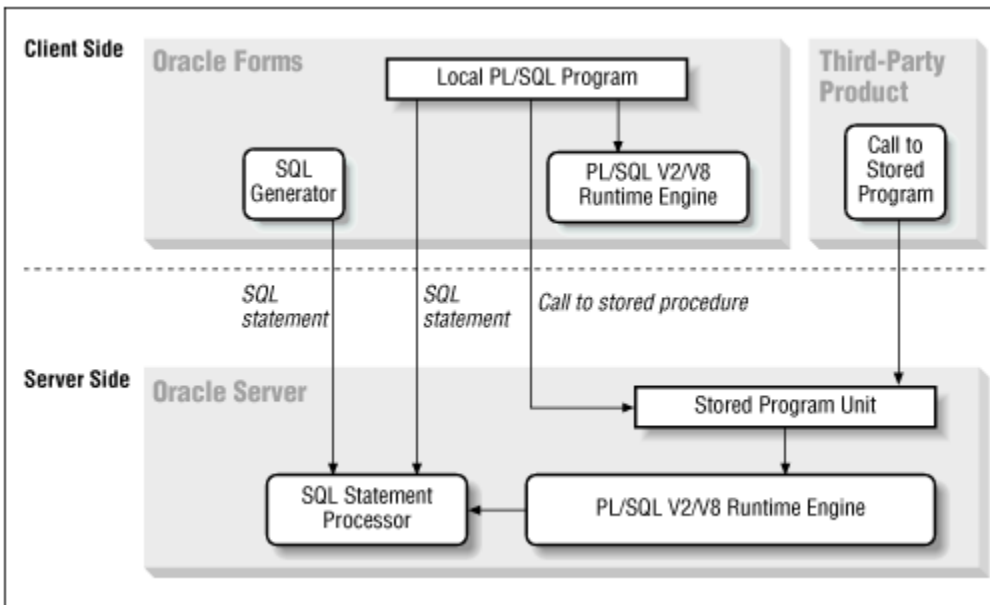 Client Side
Oracle Forms
Local PL/SQL Program
Third-Party
Product
SQL
Generator
PL/SQL V2/V8
Runtime Engine
Call to
Stored
Program
SQL
statement
SQL
statement
Call to stored procedure
Server Side
Oracle Server
Stored Program Unit
SQL Statement
Processor
PL/SQL V2/V8 Runtime Engine